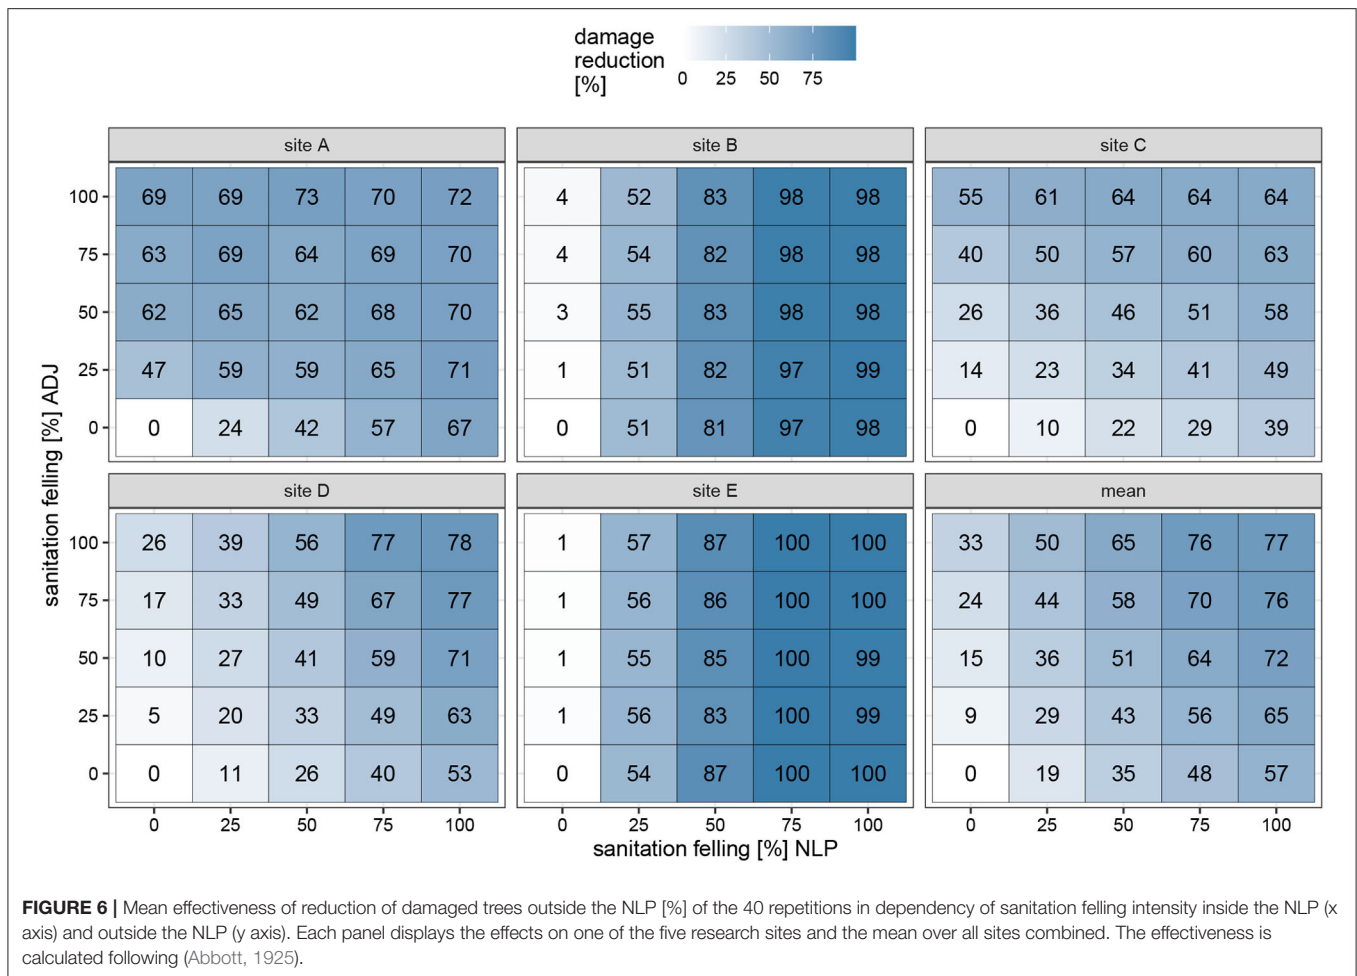 damage
reduction
[%]
0 25 50 75
site A site B site C
100 69 69 73 70 72 4 52 83 98 98 55 61 64 64 64
75 63 69 64 69 70 4 54 82 98 98 40 50 57 60 63
50 62 65 62 68 70 3 55 83 98 98 26 36 46 51 58
25 47 59 59 65 71 1 51 82 97 99 14 23 34 41 49
0 0 24 42 57 67 0 51 81 97 98 0 10 22 29 39
sanitation felling [%] ADJ
site D site E mean
100 26 39 56 77 78 1 57 87 100 100 33 50 65 76 77
75 17 33 49 67 77 1 56 86 100 100 24 44 58 70 76
50 10 27 41 59 71 1 55 85 100 99 15 36 51 64 72
25 5 20 33 49 63 1 56 83 100 99 9 29 43 56 65
0 0 11 26 40 53 0 54 87 100 100 0 19 35 48 57
0 25 50 75 100 0 25 50 75 100 0 25 50 75 100
sanitation felling [%] NLP
FIGURE 6 | Mean effectiveness of reduction of damaged trees outside the NLP [%] of the 40 repetitions in dependency of sanitation felling intensity inside the NLP (x
axis) and outside the NLP (y axis). Each panel displays the effects on one of the five research sites and the mean over all sites combined. The effectiveness is
calculated following (Abbott, 1925).